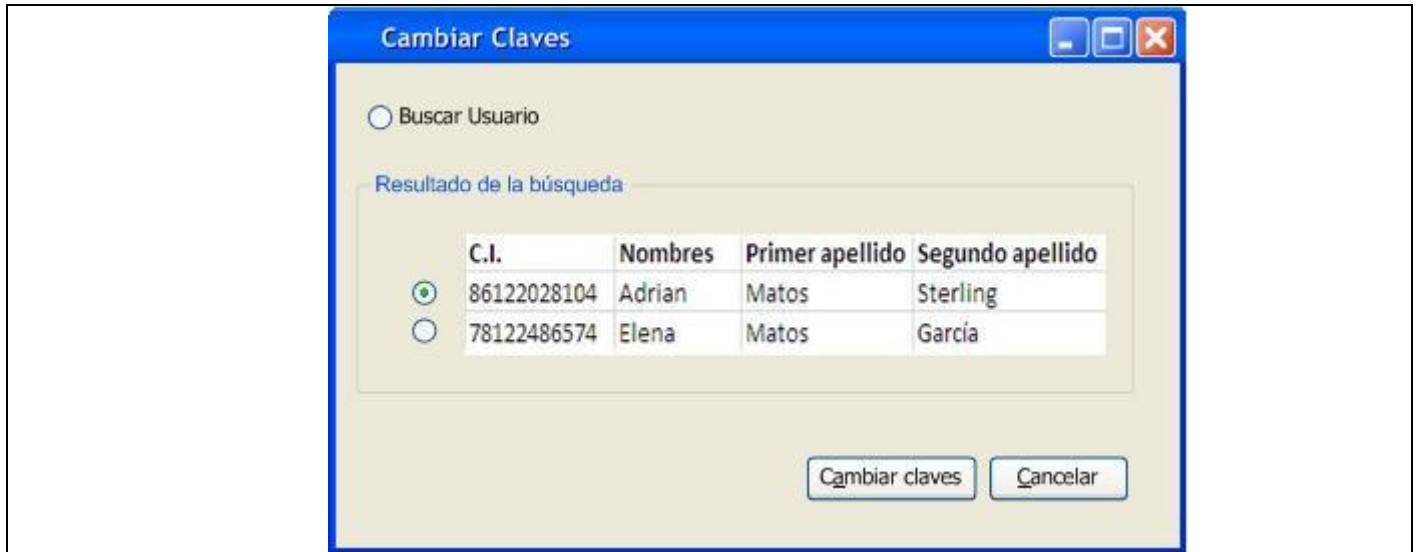 Cambiar Claves
Buscar Usuario
Resultado de la búsqueda
C.I. Nombres Primer apellido Segundo apellido
86122028104 Adrian Matos Sterling
78122486574 Elena Matos García
Cambiar claves Cancelar